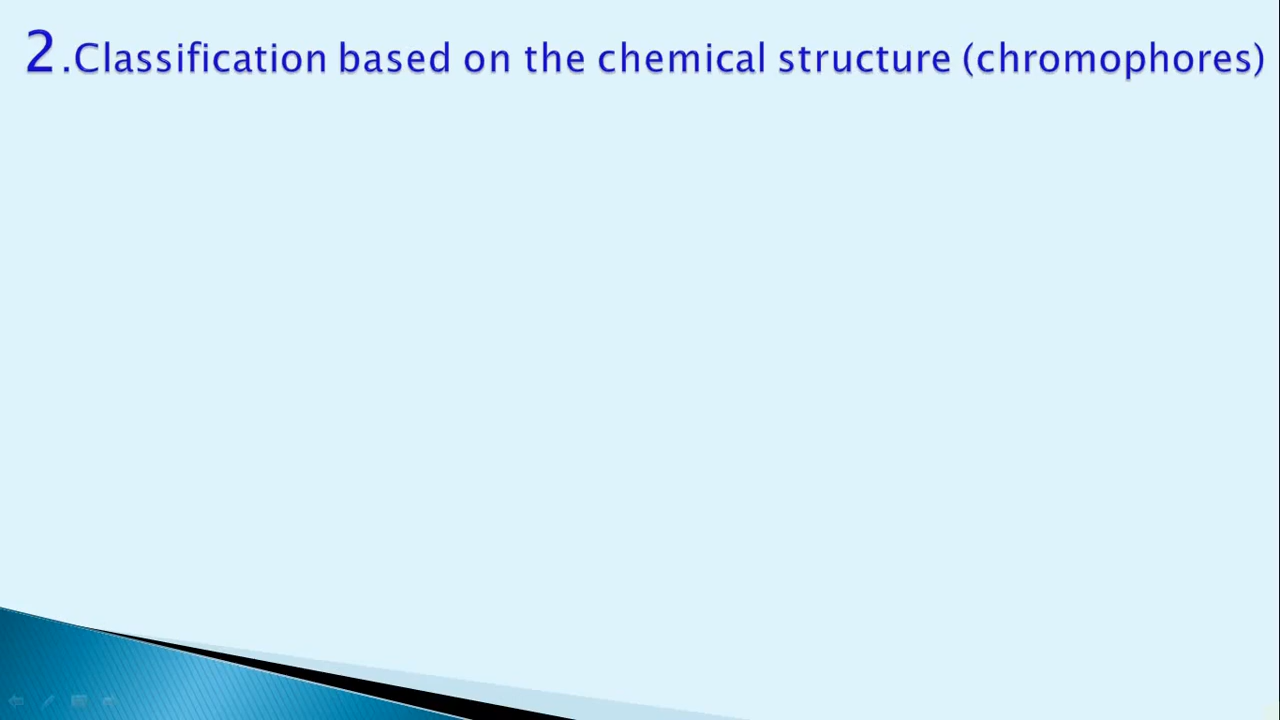 2.Classification based on the chemical structure (chromophores)